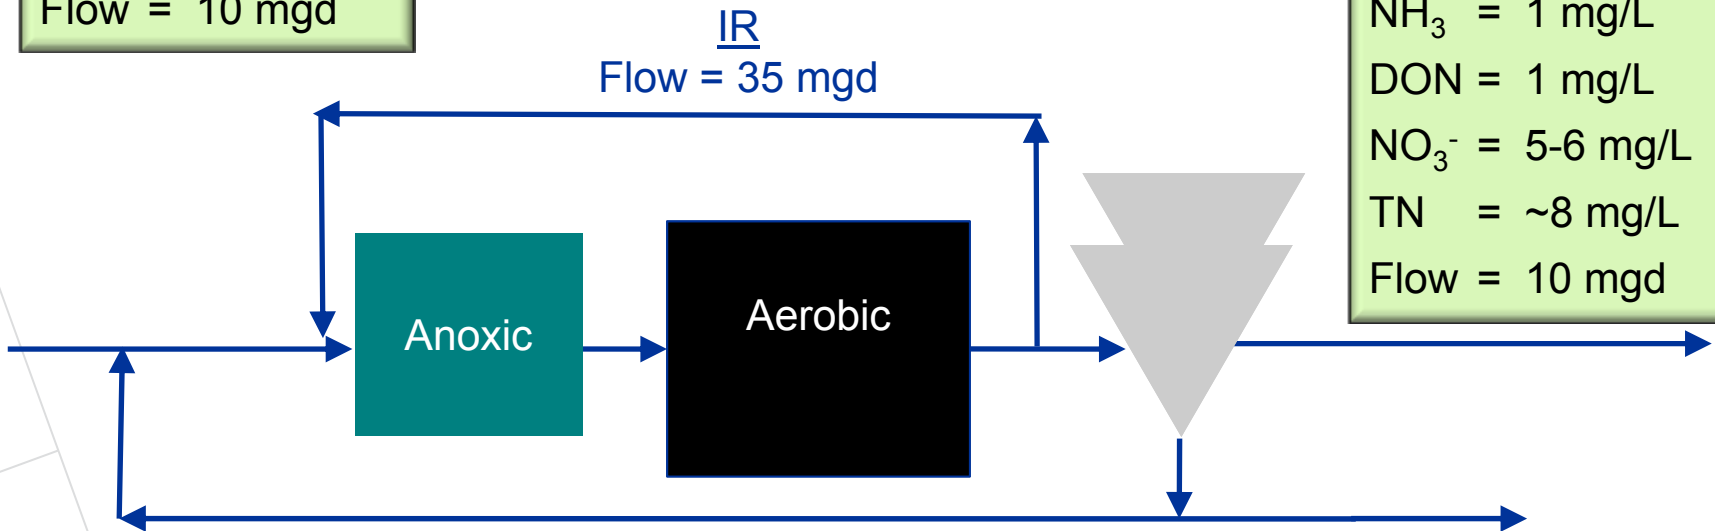 Flow = 10 mgd
IR
Flow = 35 mgd
NH₃ = 1 mg/L
DON = 1 mg/L
NO₃⁻ = 5-6 mg/L
TN = ~8 mg/L
Flow = 10 mgd
Anoxic
Aerobic